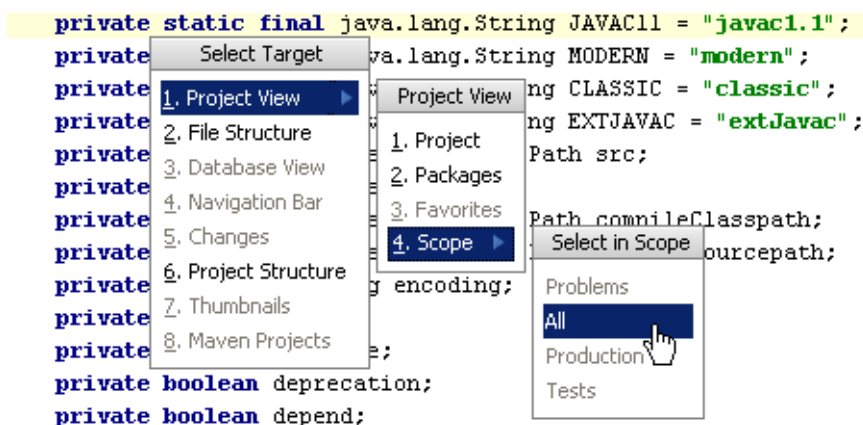 private static final java.lang.String JAVAC11 = "javac1.1";
private va.lang.String MODERN = "modern";
private ng CLASSIC = "classic";
private ng EXTJAVAC = "extJavac";
private Path src;
private
private Path compileClasspath;
private ourcepath;
private g encoding;
private
private e;
private boolean deprecation;
private boolean depend;
Select Target
1. Project View
2. File Structure
3. Database View
4. Navigation Bar
5. Changes
6. Project Structure
7. Thumbnails
8. Maven Projects
Project View
1. Project
2. Packages
3. Favorites
4. Scope
Select in Scope
Problems
All
Production
Tests